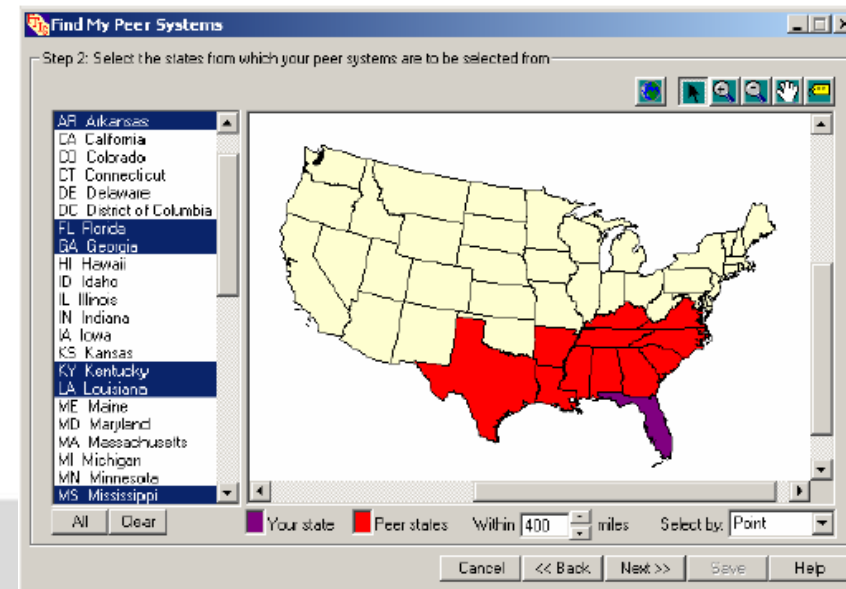 Find My Peer Systems
Step 2: Select the states from which your peer systems are to be selected from
AR Arkansas
CA California
CO Colorado
CT Connecticut
DE Delaware
DC District of Columbia
FL Florida
GA Georgia
HI Hawaii
ID Idaho
IL Illinois
IN Indiana
IA Iowa
KS Kansas
KY Kentucky
LA Louisiana
ME Maine
MD Maryland
MA Massachusetts
MI Michigan
MN Minnesota
MS Mississippi
All Clear Your state Peer states Within 400 miles Select by: Point
Cancel << Back Next >> Save Help